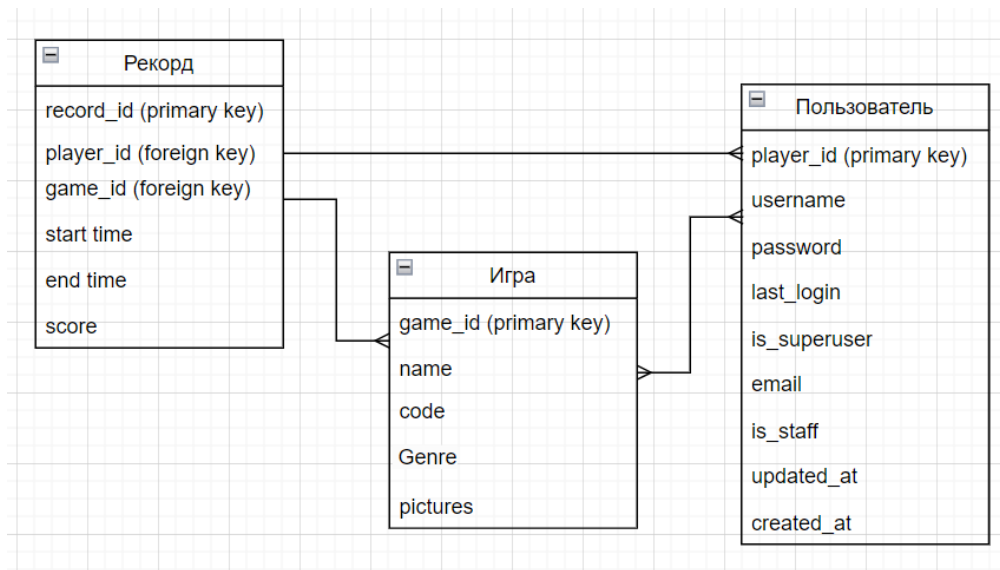 Рекорд
record_id (primary key)
player_id (foreign key)
game_id (foreign key)
start time
end time
score
Игра
game_id (primary key)
name
code
Genre
pictures
Пользователь
player_id (primary key)
username
password
last_login
is_superuser
email
is_staff
updated_at
created_at